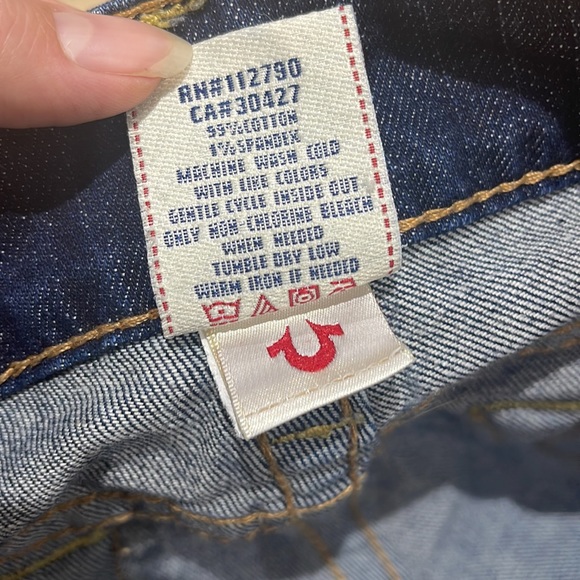 RN#112790
CA#30427
99%COTTON
1%SPANDEX
MACHINE WASH COLD
WITH LIKE COLORS
GENTLE CYCLE INSIDE OUT
ONLY NON-CHLORINE BLEACH
WHEN NEEDED
TUMBLE DRY LOW
WARM IRON IF NEEDED